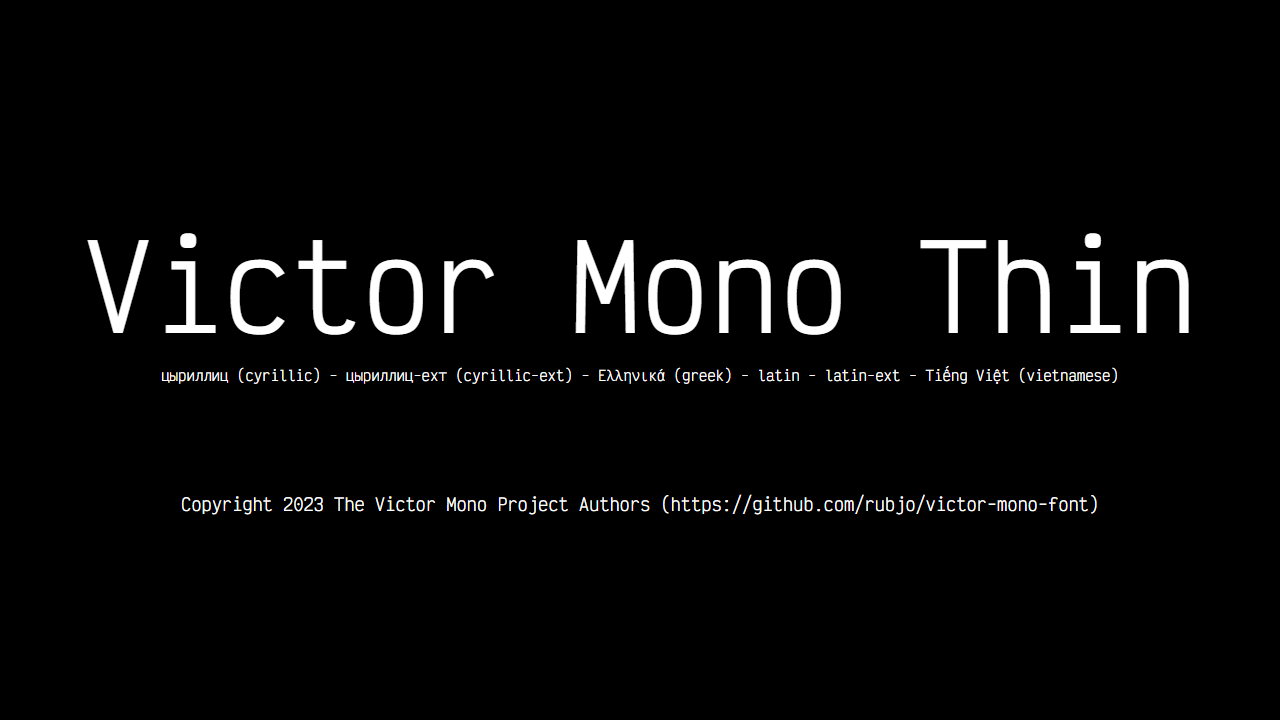 Victor Mono Thin
цыриллиц (cyrillic) - цыриллиц-ехт (cyrillic-ext) - Ελληνικά (greek) - latin - latin-ext - Tiếng Việt (vietnamese)
Copyright 2023 The Victor Mono Project Authors (https://github.com/rubjo/victor-mono-font)